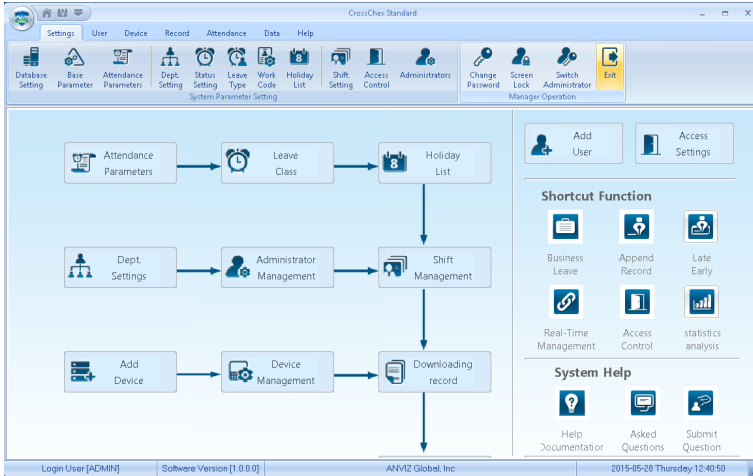 CrossChex Standard
Settings User Device Record Attendance Data Help
Database Base Attendance Dept. Status Leave Work Holiday Shift Access Administrators Change Screen Switch Exit
Setting Parameter Parameters Setting Setting Type Code List Setting Control Password Lock Administrator
System Parameter Setting Manager Operation
Attendance
Parameters
Leave
Class
Holiday
List
Add
User
Access
Settings
Dept.
Settings
Administrator
Management
Shift
Management
Add
Device
Device
Management
Downloading
record
Shortcut Function
Business
Leave
Append
Record
Late
Early
Real-Time
Management
Access
Control
statistics
analysis
System Help
Help
Documentation
Asked
Questions
Submit
Question
Login User [ADMIN] Software Version [1.0.0.0] ANVIZ Global, Inc 2015-05-28 Thursday 12:40:50